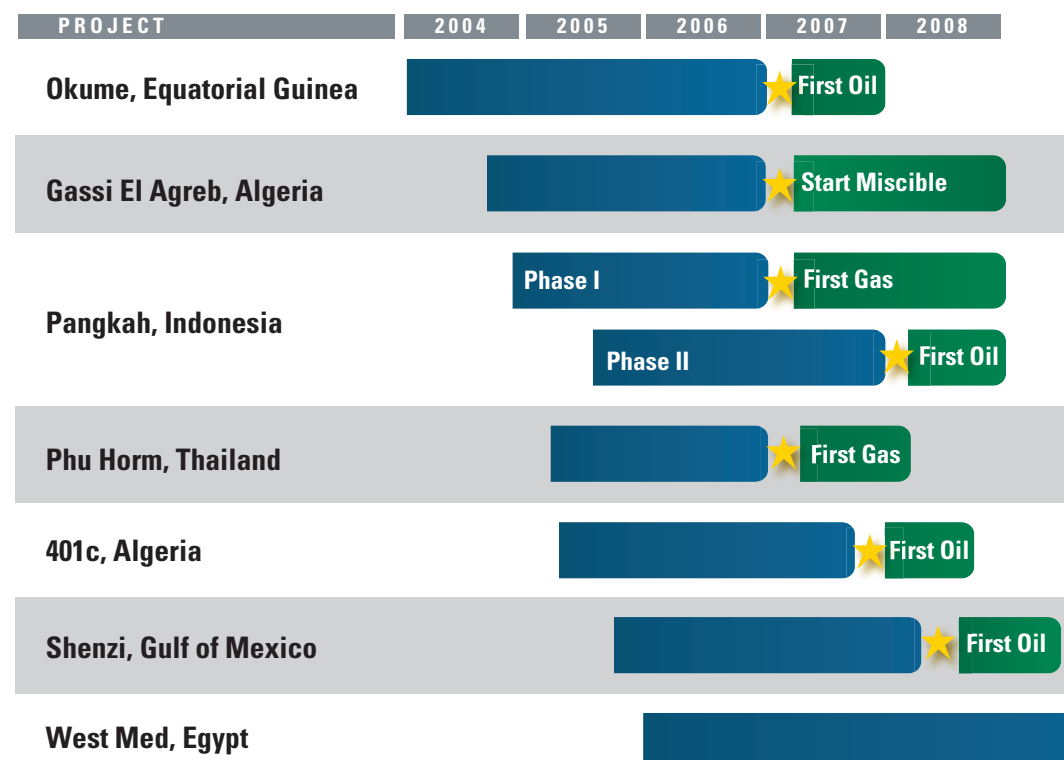 PROJECT 2004 2005 2006 2007 2008
Okume, Equatorial Guinea First Oil
Gassi El Agreb, Algeria Start Miscible
Phase I First Gas
Pangkah, Indonesia
Phase II First Oil
Phu Horm, Thailand First Gas
401c, Algeria First Oil
Shenzi, Gulf of Mexico First Oil
West Med, Egypt